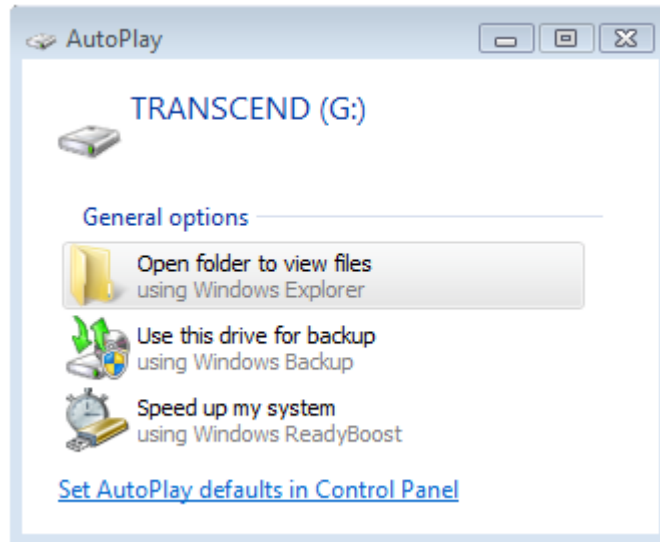 AutoPlay
TRANSCEND (G:)
General options
Open folder to view files
using Windows Explorer
Use this drive for backup
using Windows Backup
Speed up my system
using Windows ReadyBoost
Set AutoPlay defaults in Control Panel